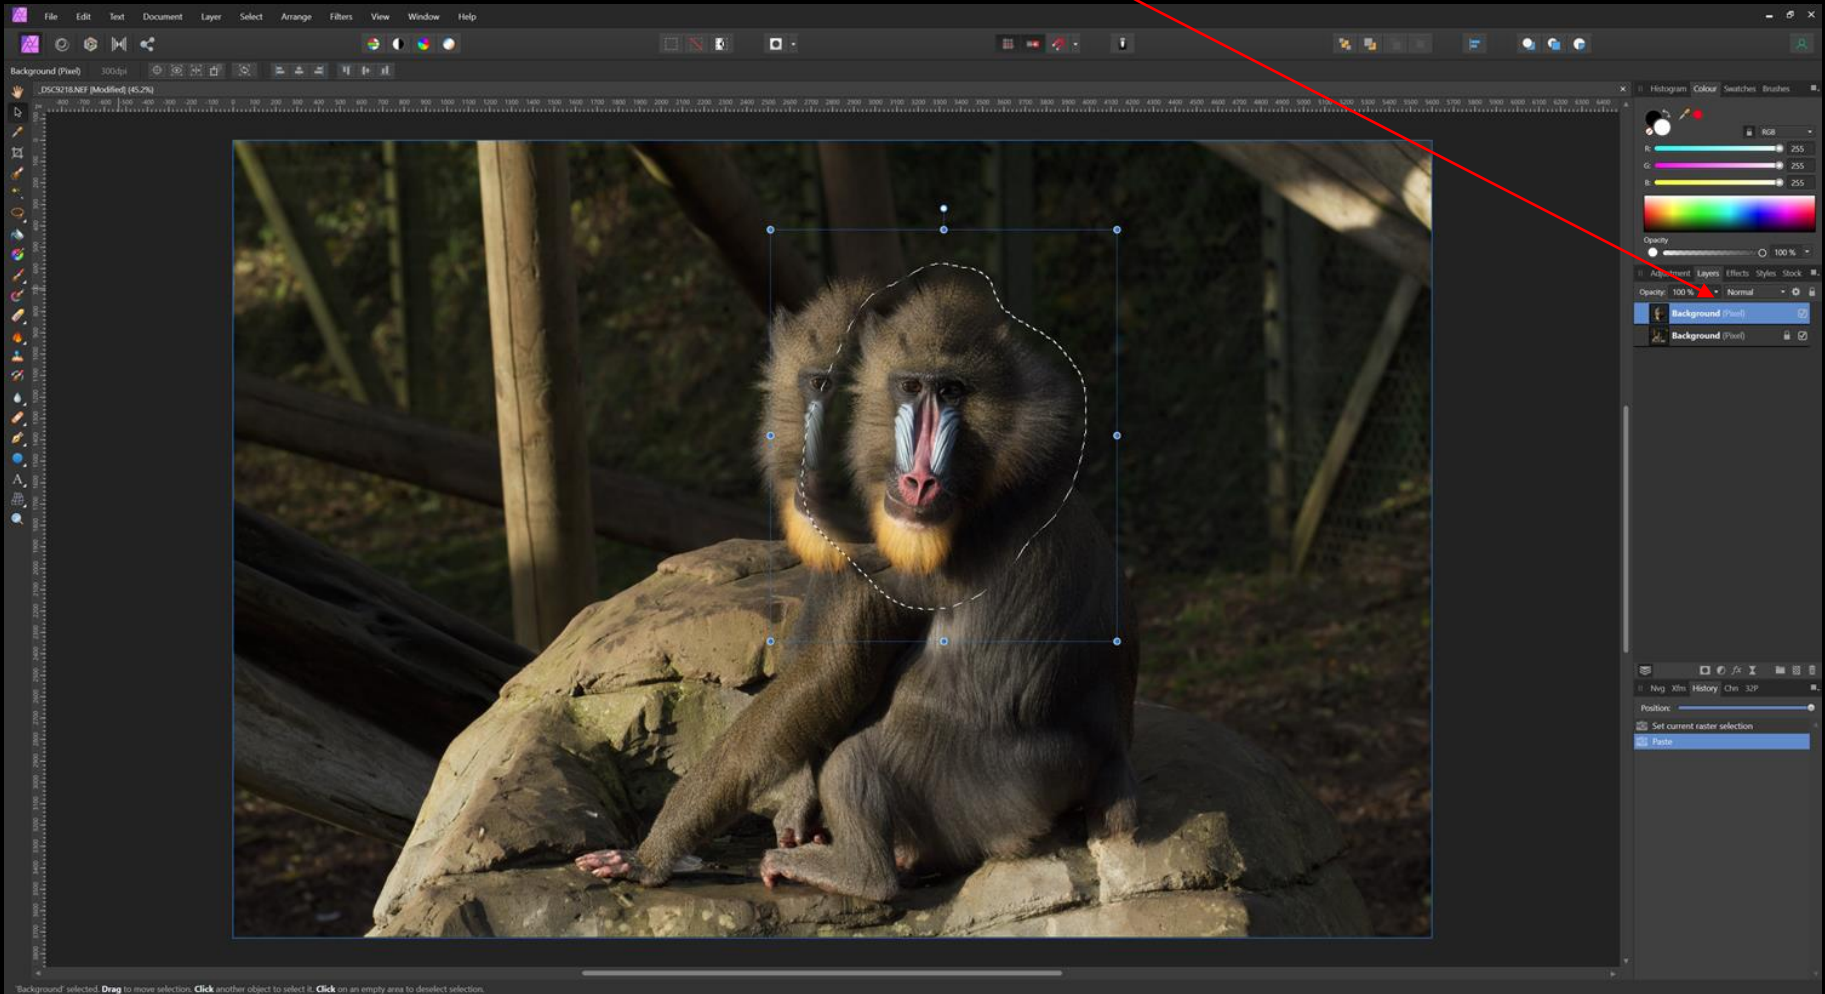 File Edit Text Document Layer Select Arrange Filters View Window Help
Background (Pixel) 300dpi
_DSC9218.NEF [Modified] (45.2%)
Histogram Colour Swatches Brushes
RGB
R: 255
G: 255
B: 255
Opacity
100 %
Adjustment Layers Effects Styles Stock
Opacity: 100 % Normal
Background (Pixel)
Background (Pixel)
Nvg Xfm History Chn 32P
Position:
Set current raster selection
Paste
'Background' selected. Drag to move selection. Click another object to select it. Click on an empty area to deselect selection.